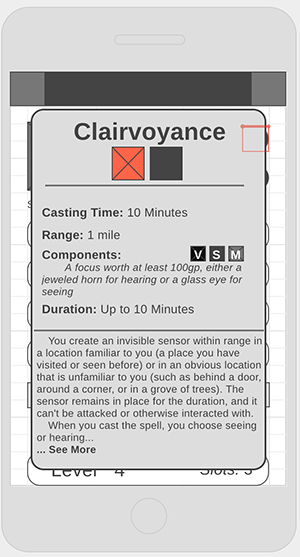 Clairvoyance
Casting Time: 10 Minutes
Range: 1 mile
Components: V S M
A focus worth at least 100gp, either a
jeweled horn for hearing or a glass eye for
seeing
Duration: Up to 10 Minutes
You create an invisible sensor within range in
a location familiar to you (a place you have
visited or seen before) or in an obvious location
that is unfamiliar to you (such as behind a door,
around a corner, or in a grove of trees). The
sensor remains in place for the duration, and it
can't be attacked or otherwise interacted with.
When you cast the spell, you choose seeing
or hearing...
... See More
Level 4 Slots: 3